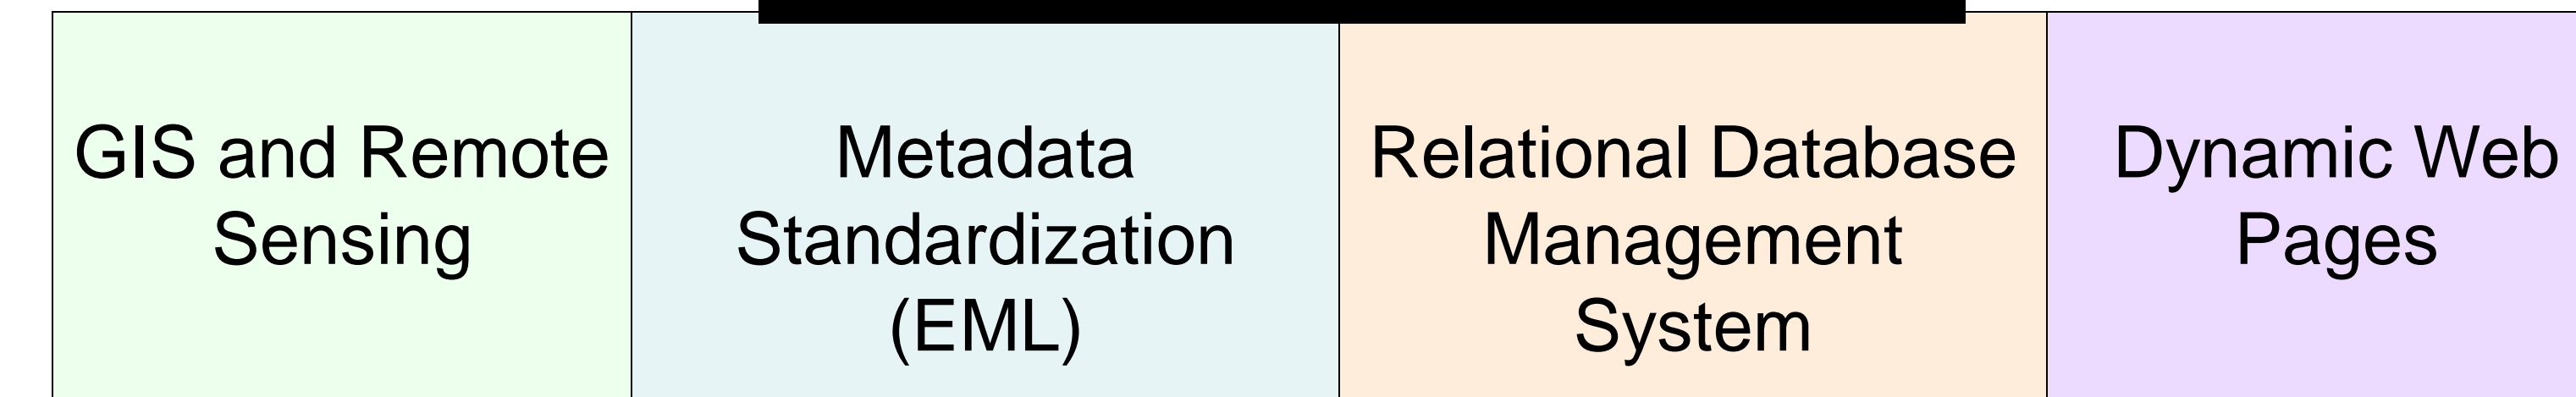 GIS and Remote
Sensing
Metadata
Standardization
(EML)
Relational Database
Management
System
Dynamic Web
Pages